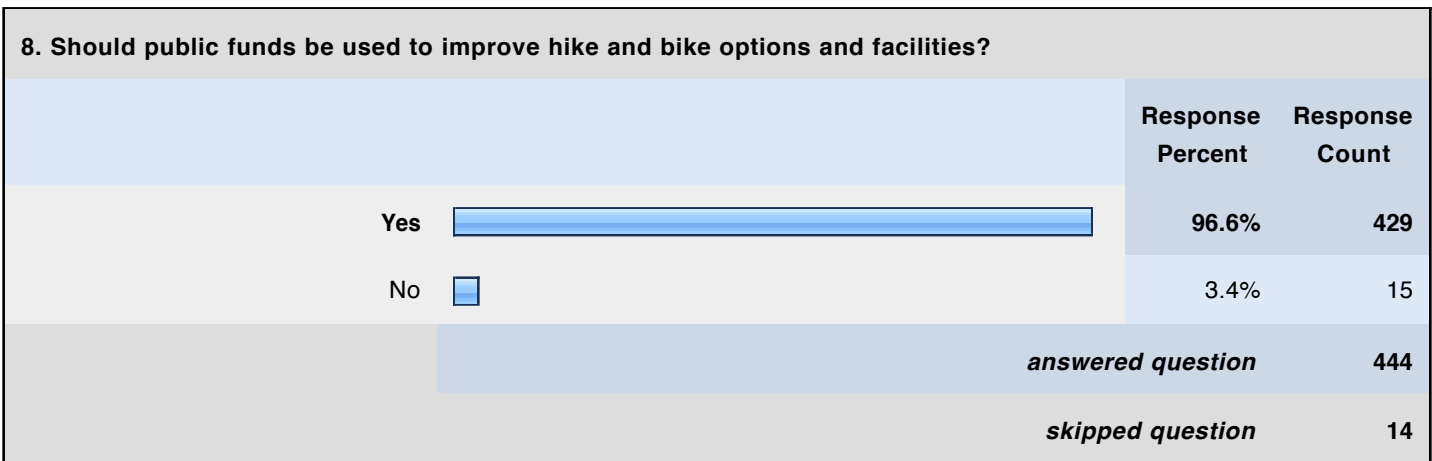 8. Should public funds be used to improve hike and bike options and facilities?
Response Response
Percent Count
Yes 96.6% 429
No 3.4% 15
answered question 444
skipped question 14